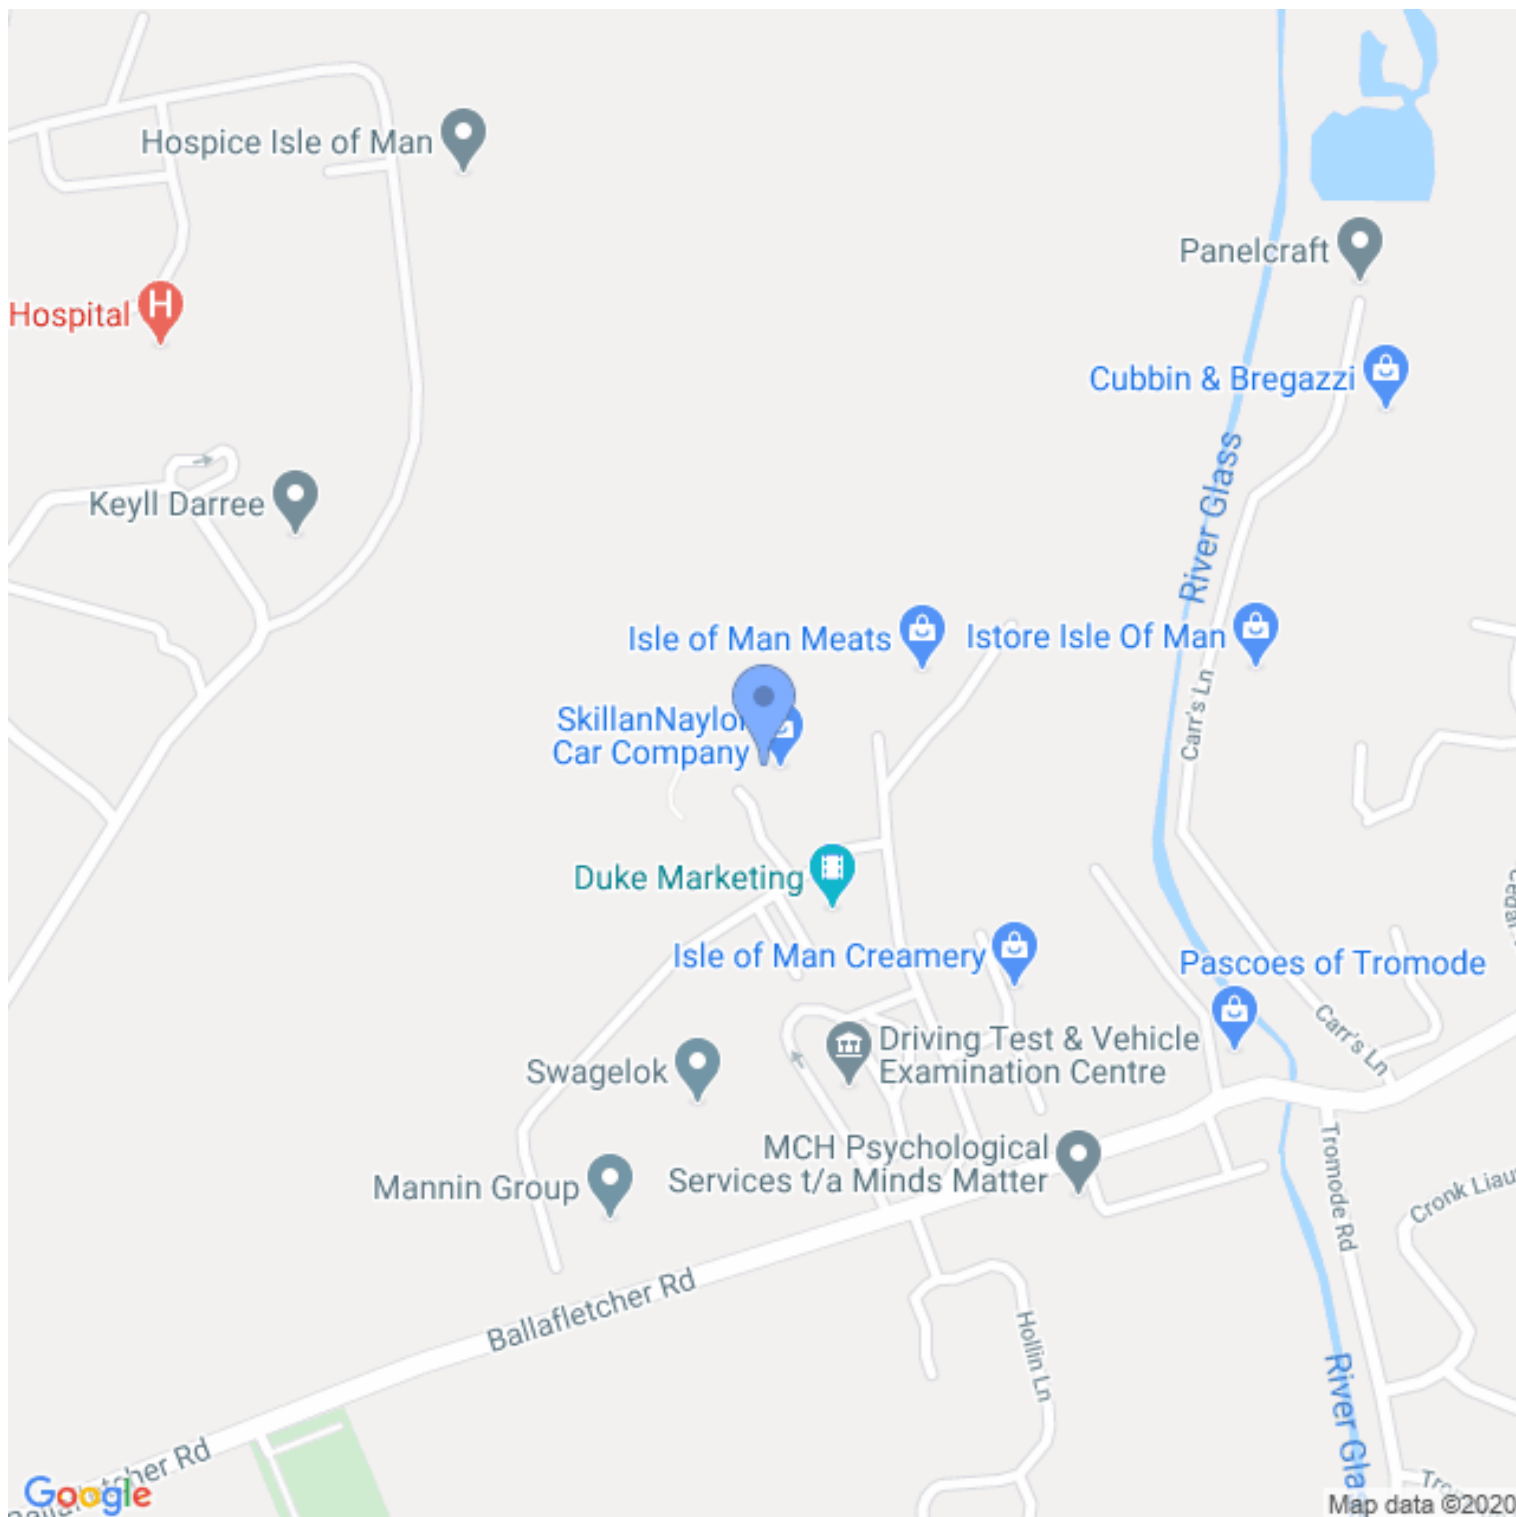 Hospice Isle of Man
Panelcraft
Hospital
H
Cubbin & Bregazzi
River Glass
Keyll Darree
Isle of Man Meats
Istore Isle Of Man
Carr's Ln
SkillanNaylor
Car Company
Duke Marketing
Isle of Man Creamery
Pascoes of Tromode
Carr's Ln
Driving Test & Vehicle
Examination Centre
Swagelok
MCH Psychological
Services t/a Minds Matter
Mannin Group
Tromode Rd
Cronk Liau
Ballafletcher Rd
Hollin Ln
River Glas
Ballafletcher Rd
Google
Map data ©2020